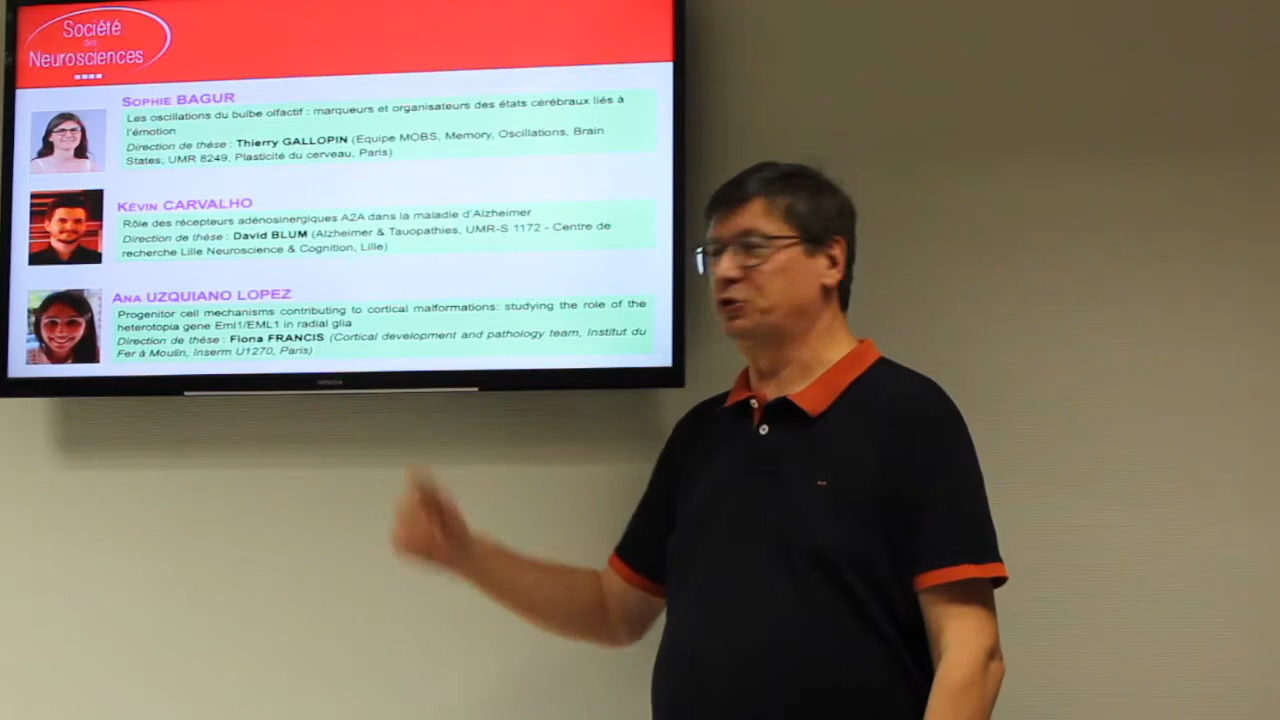 Société
des
Neurosciences
SOPHIE BAGUR
Les oscillations du bulbe olfactif : marqueurs et organisateurs des états cérébraux liés à
l'émotion
Direction de thèse : Thierry GALLOPIN (Equipe MOBS, Memory, Oscillations, Brain
States, UMR 8249, Plasticité du cerveau, Paris)
KÉVIN CARVALHO
Rôle des récepteurs adénosinergiques A2A dans la maladie d'Alzheimer
Direction de thèse : David BLUM (Alzheimer & Tauopathies, UMR-S 1172 - Centre de
recherche Lille Neuroscience & Cognition, Lille)
ANA UZQUIANO LOPEZ
Progenitor cell mechanisms contributing to cortical malformations: studying the role of the
heterotopia gene Eml1/EML1 in radial glia
Direction de thèse : Fiona FRANCIS (Cortical development and pathology team, Institut du
Fer à Moulin, Inserm U1270, Paris)
HITACHI